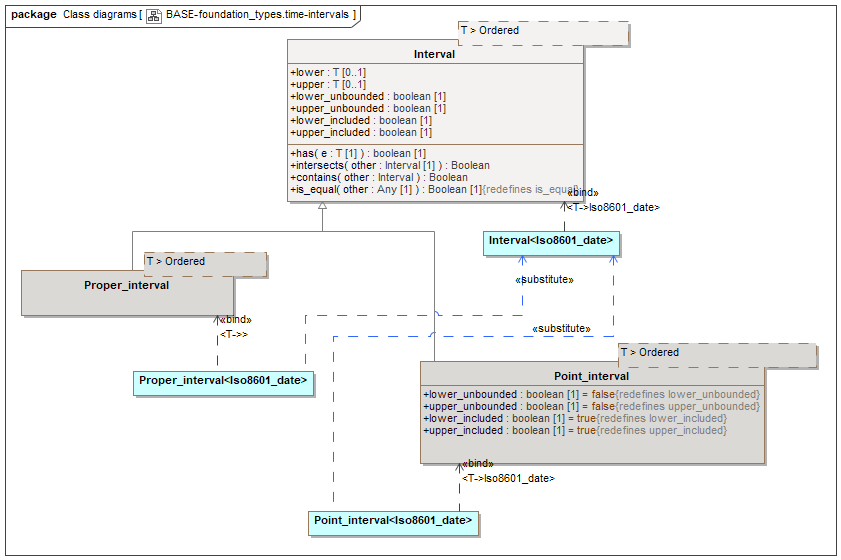 package Class diagrams [ BASE-foundation_types.time-intervals ]
T > Ordered
Interval
+lower : T [0..1]
+upper : T [0..1]
+lower_unbounded : boolean [1]
+upper_unbounded : boolean [1]
+lower_included : boolean [1]
+upper_included : boolean [1]
+has( e : T [1] ) : boolean [1]
+intersects( other : Interval [1] ) : Boolean
+contains( other : Interval ) : Boolean
+is_equal( other : Any [1] ) : Boolean [1]{redefines is_equal}
«bind»
<T->Iso8601_date>
Interval<Iso8601_date>
T > Ordered
Proper_interval
«substitute»
«bind»
<T->>
«substitute»
T > Ordered
Point_interval
Proper_interval<Iso8601_date>
+lower_unbounded : boolean [1] = false{redefines lower_unbounded}
+upper_unbounded : boolean [1] = false{redefines upper_unbounded}
+lower_included : boolean [1] = true{redefines lower_included}
+upper_included : boolean [1] = true{redefines upper_included}
«bind»
<T->Iso8601_date>
Point_interval<Iso8601_date>